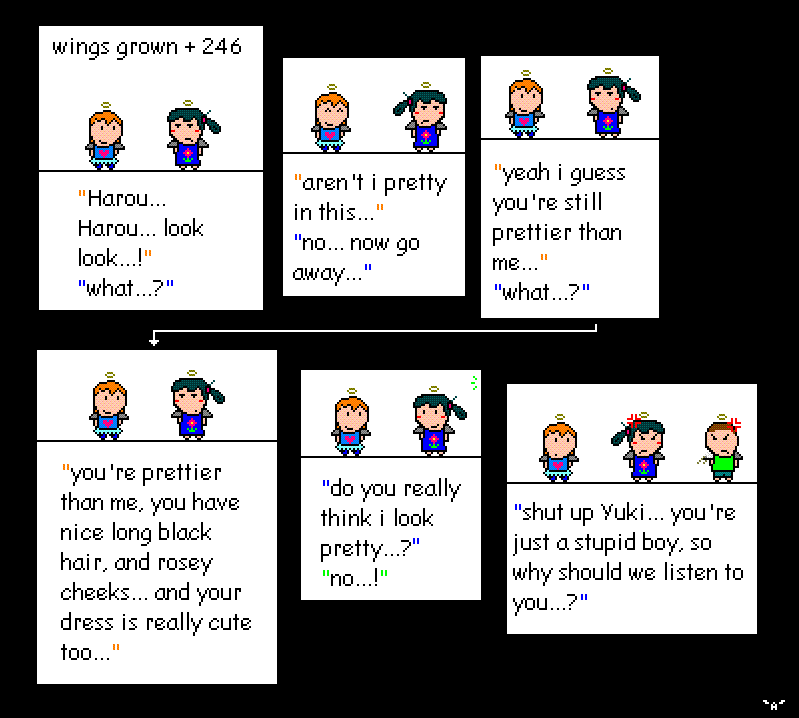 wings grown + 246
"Harou...
Harou... look
look...!"
"what...?"
"aren't i pretty
in this..."
"no... now go
away..."
"yeah i guess
you're still
prettier than
me..."
"what...?"
"you're prettier
than me, you have
nice long black
hair, and rosey
cheeks... and your
dress is really cute
too..."
"do you really
think i look
pretty...?"
"no...!"
"shut up Yuki... you're
just a stupid boy, so
why should we listen to
you...?"